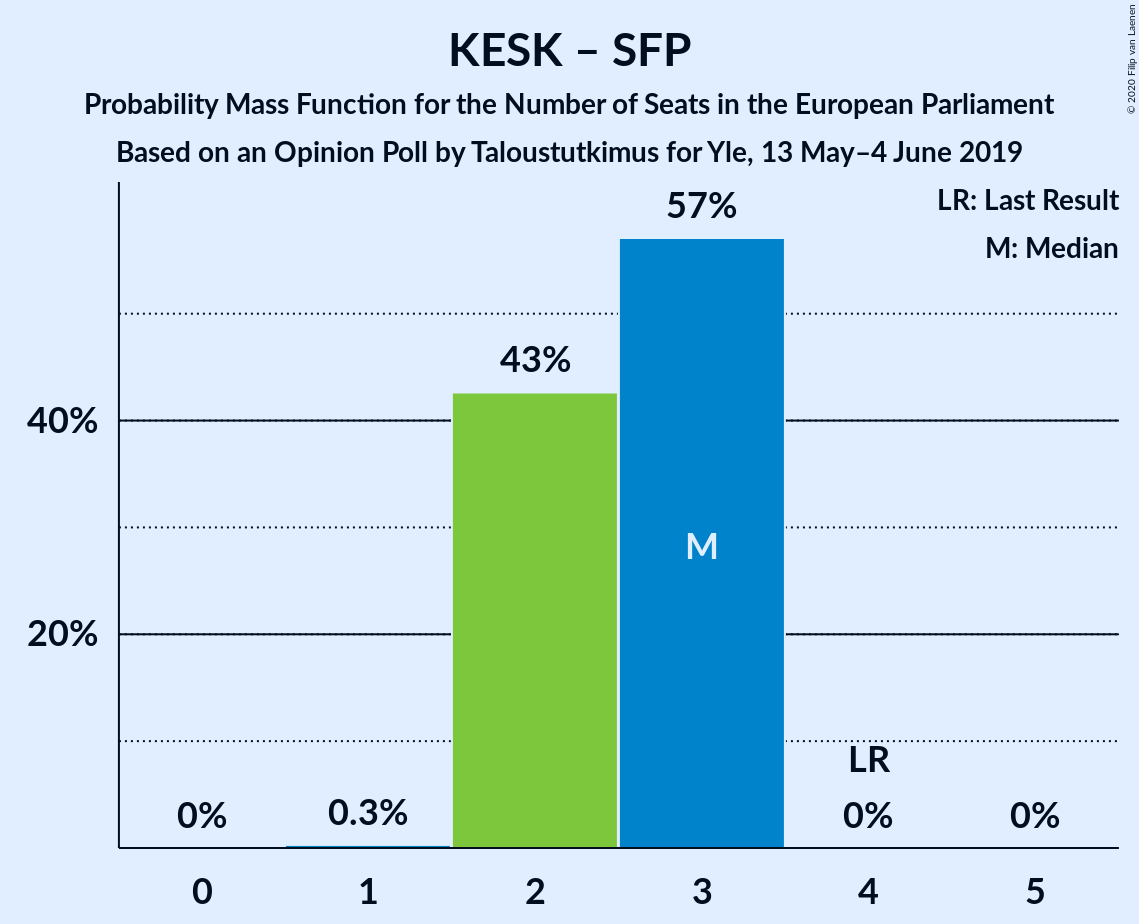 KESK – SFP
Probability Mass Function for the Number of Seats in the European Parliament
Based on an Opinion Poll by Taloustutkimus for Yle, 13 May–4 June 2019
© 2020 Filip van Laenen
LR: Last Result
M: Median
57%
43%
40%
M
20%
LR
0%
0.3%
0%
0%
0
1
2
3
4
5